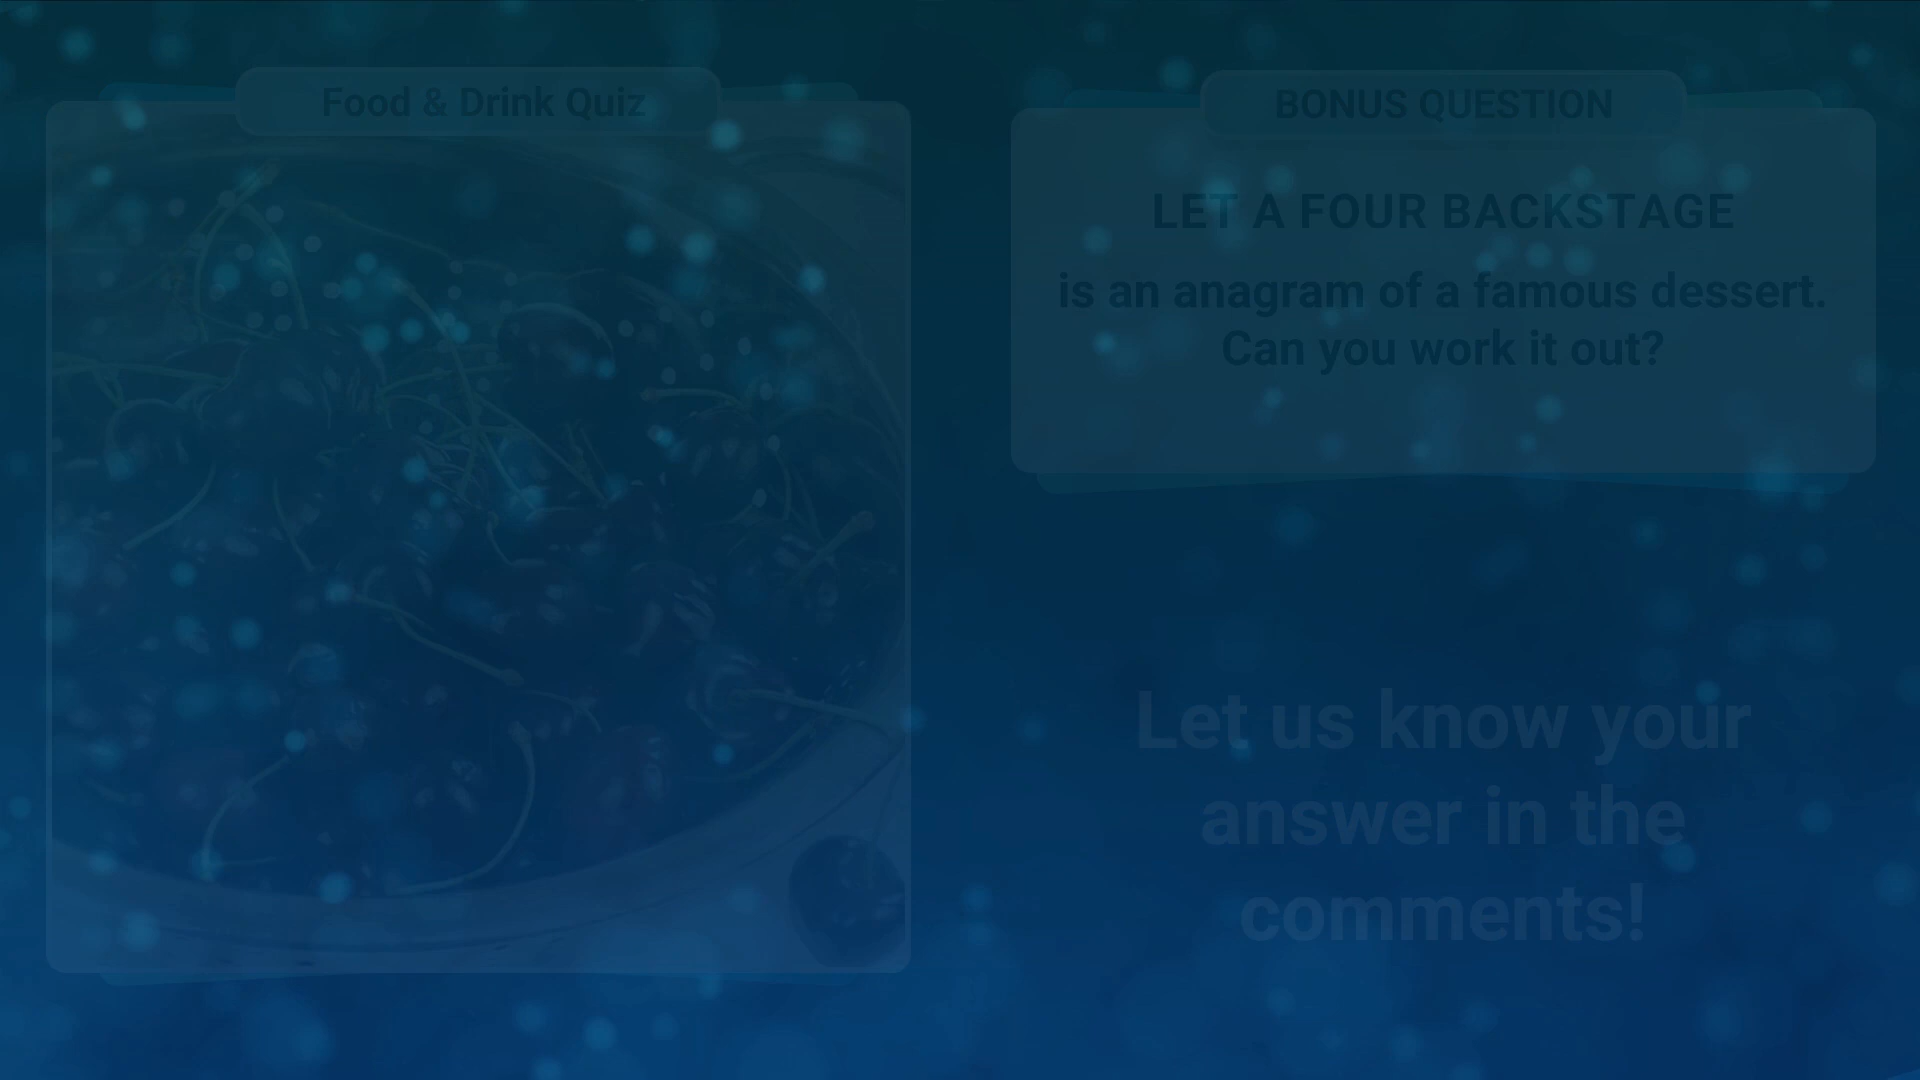 Food & Drink Quiz
BONUS QUESTION
LET A FOUR BACKSTAGE
is an anagram of a famous dessert.
Can you work it out?
Let us know your
answer in the
comments!